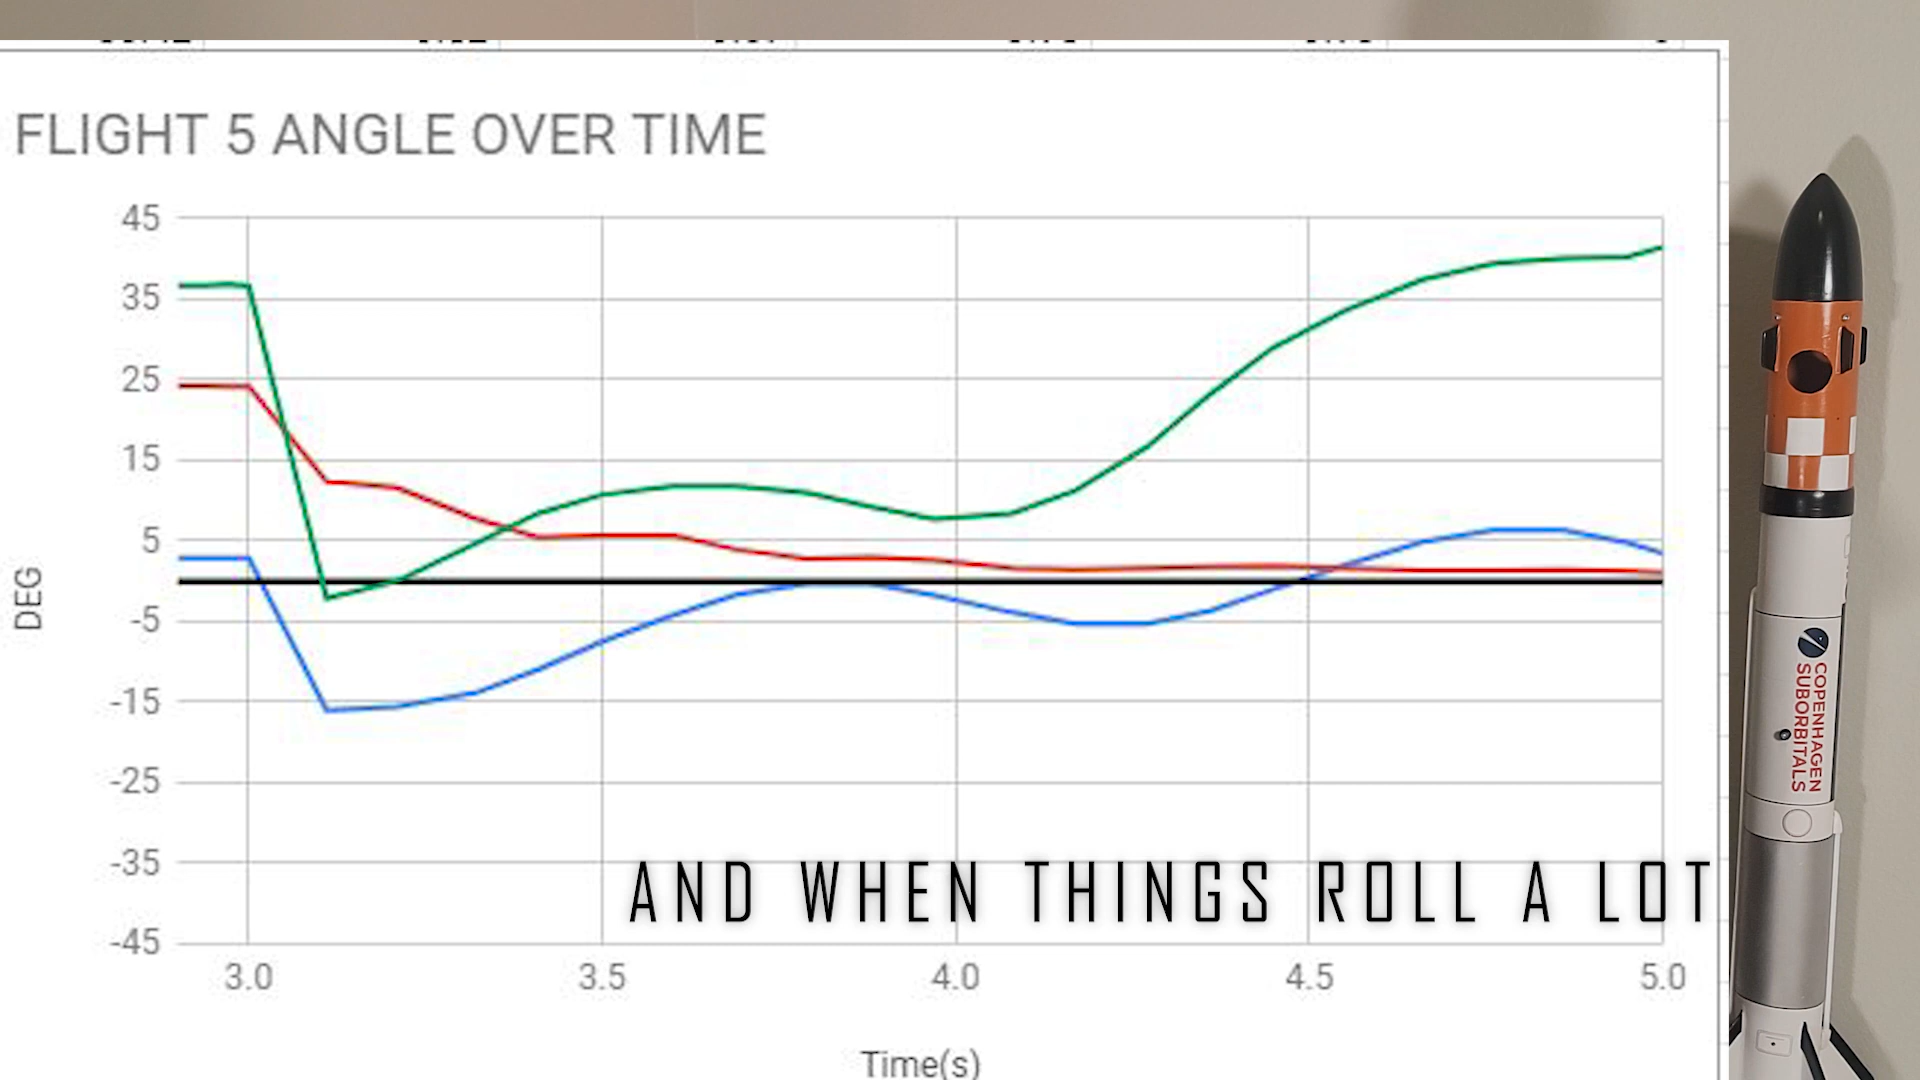 FLIGHT 5 ANGLE OVER TIME
45
35
25
15
5
-5
-15
-25
-35
-45
DEG
3.0
3.5
4.0
4.5
5.0
Time(s)
AND WHEN THINGS ROLL A LOT
COPENHAGEN
SUBORBITALS